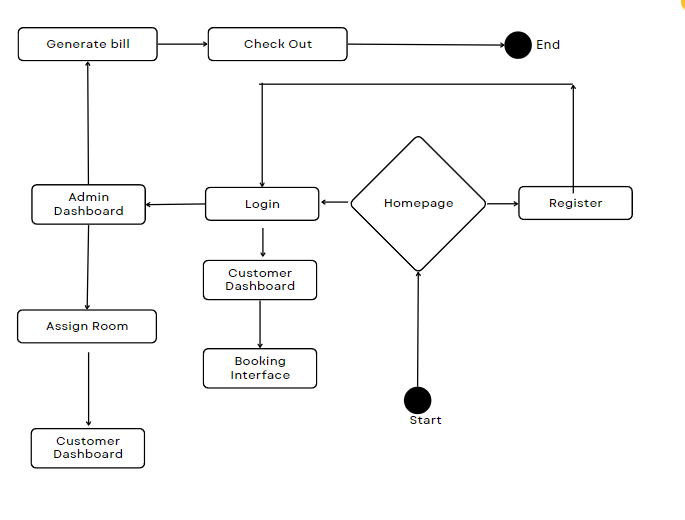 Generate bill
Check Out
End
Admin
Dashboard
Login
Homepage
Register
Customer
Dashboard
Assign Room
Booking
Interface
Start
Customer
Dashboard